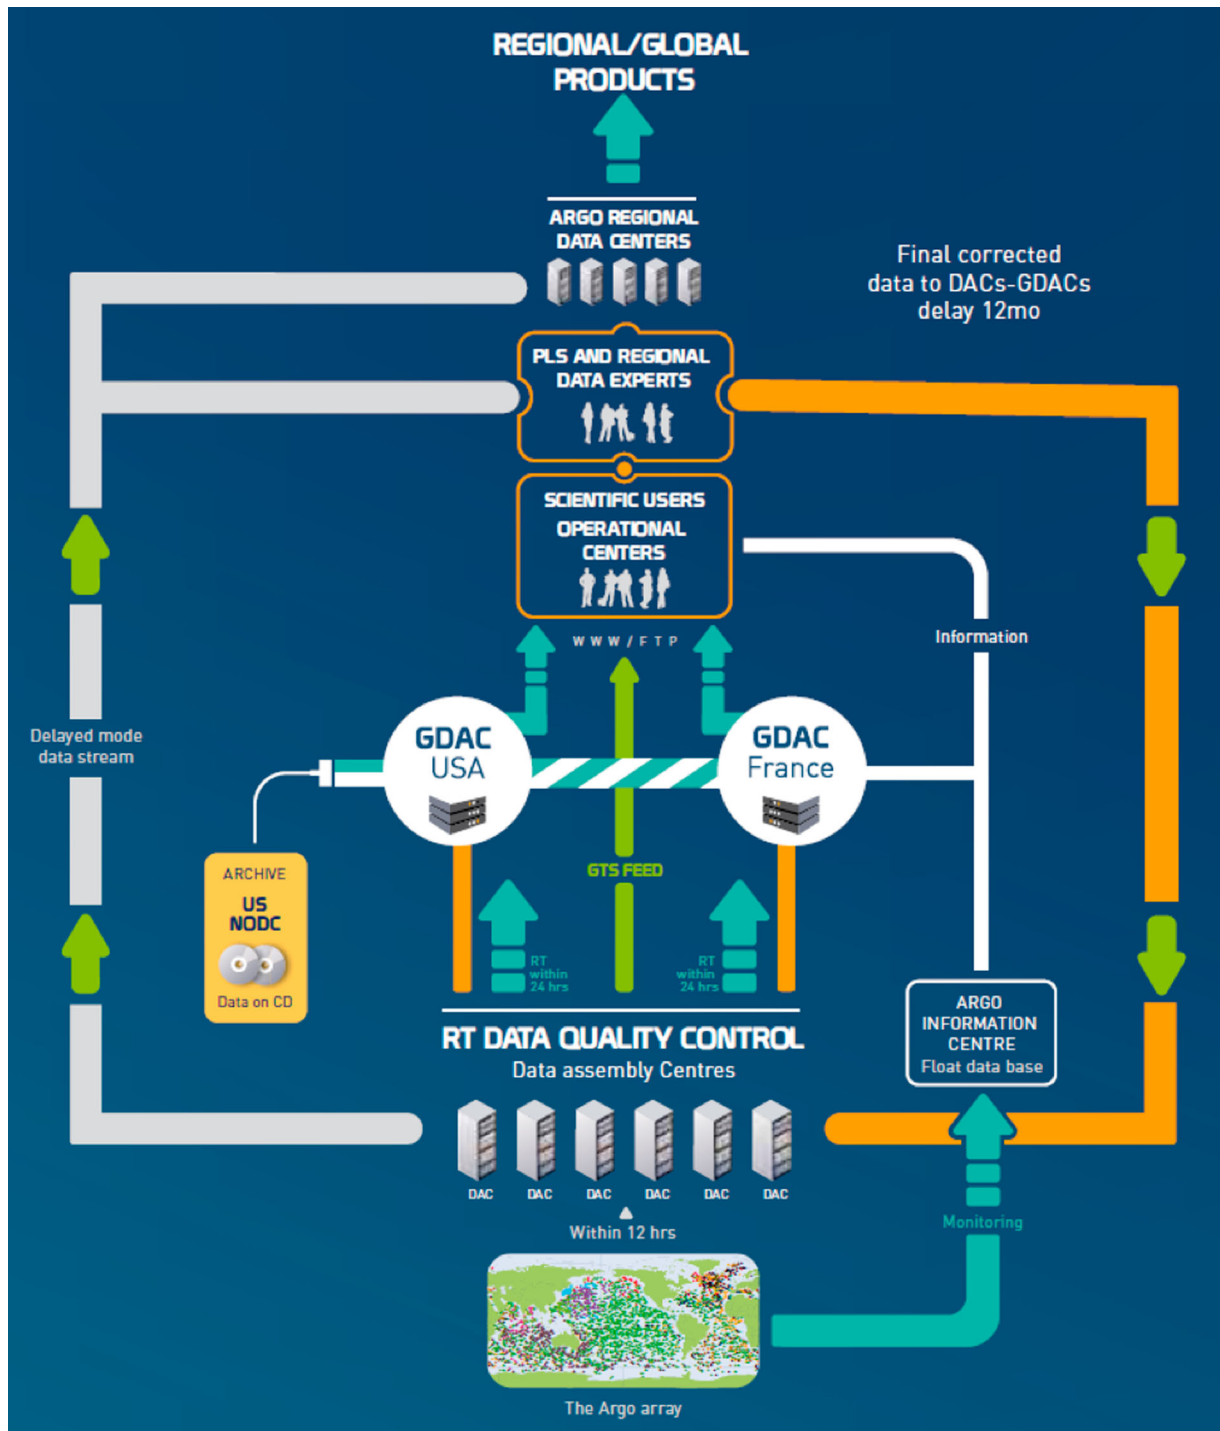 REGIONAL/GLOBAL
PRODUCTS
ARGO REGIONAL
DATA CENTERS
Final corrected
data to DACs-GDACs
delay 12mo
PLS AND REGIONAL
DATA EXPERTS
SCIENTIFIC USERS
OPERATIONAL
CENTERS
WWW/FTP
Information
GDAC
USA
GDAC
France
Delayed mode
data stream
GTS FEED
ARCHIVE
US
NODC
Data on CD
RT
within
24 hrs
RT
within
24 hrs
ARGO
INFORMATION
CENTRE
Float data base
RT DATA QUALITY CONTROL
Data assembly Centres
DAC DAC DAC DAC DAC DAC
Within 12 hrs
Monitoring
The Argo array